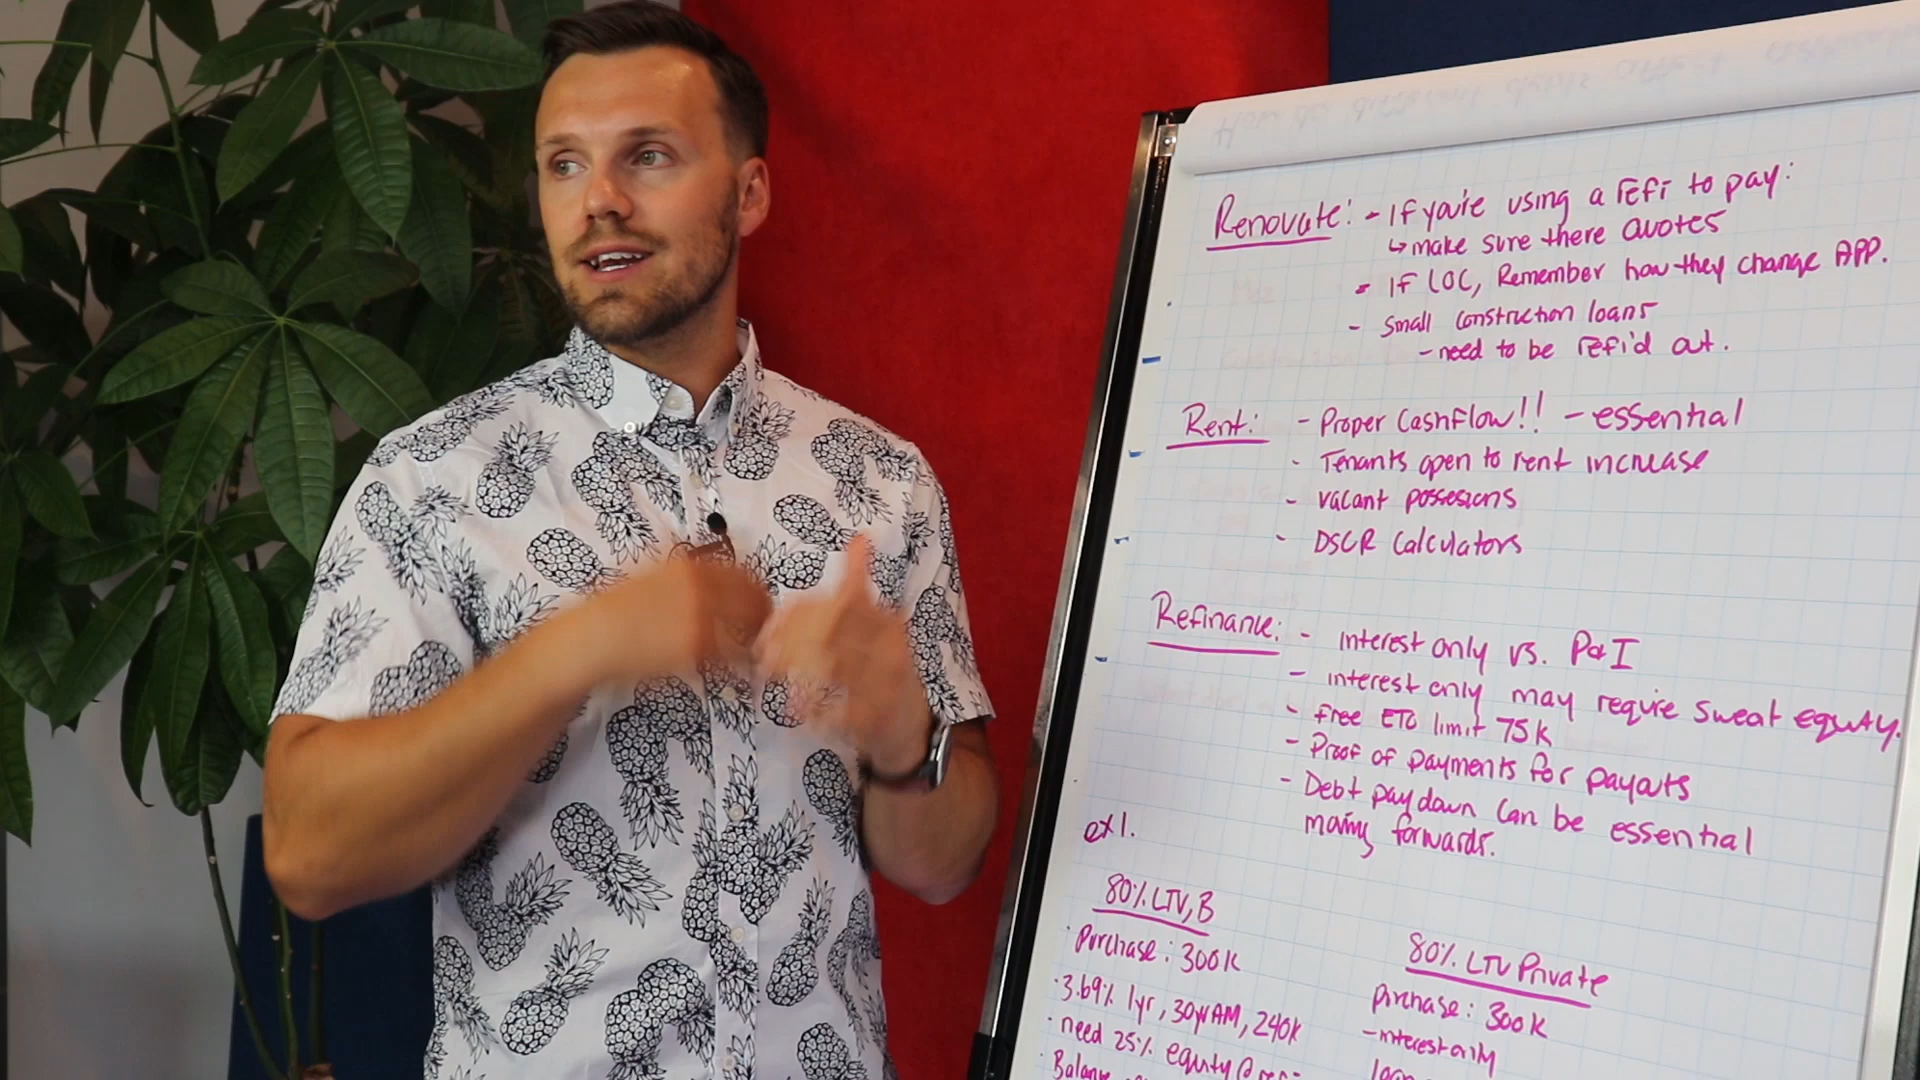 Renovate: - If you're using a refi to pay:
↳ make sure there quotes
- If LOC, Remember how they change APP.
- Small construction loans
- need to be refi'd out.
Rent: - Proper Cashflow!! - essential
- Tenants open to rent increase
- vacant possesions
- DSCR Calculators
Refinance: - interest only vs. P&I
- interest only may require sweat equity.
- free ETO limit 75k
- Proof of payments for payouts
- Debt paydown can be essential
moving forwards.
ex1.
80% LTV, B
· Purchase: 300k
· 3.69% 1yr, 30yr AM, 240k
· need 25% equity @
· Balance
80% LTV Private
purchase: 300k
- interest only
loan